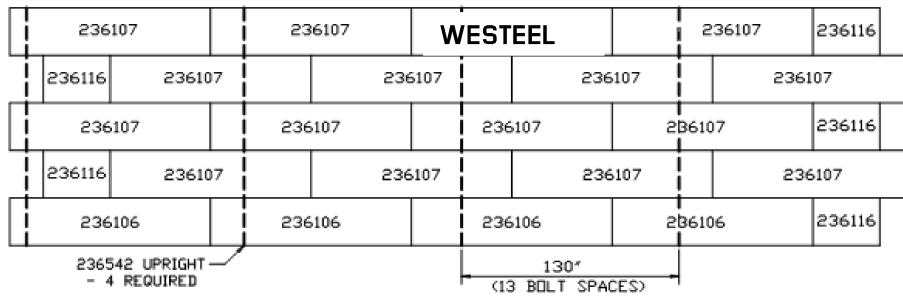 236107 236107 WESTEEL 236107 236116
236116 236107 236107 236107 236107
236107 236107 236107 236107 236116
236116 236107 236107 236107 236107
236106 236106 236106 236106 236116
236542 UPRIGHT
- 4 REQUIRED
130"
(13 BOLT SPACES)